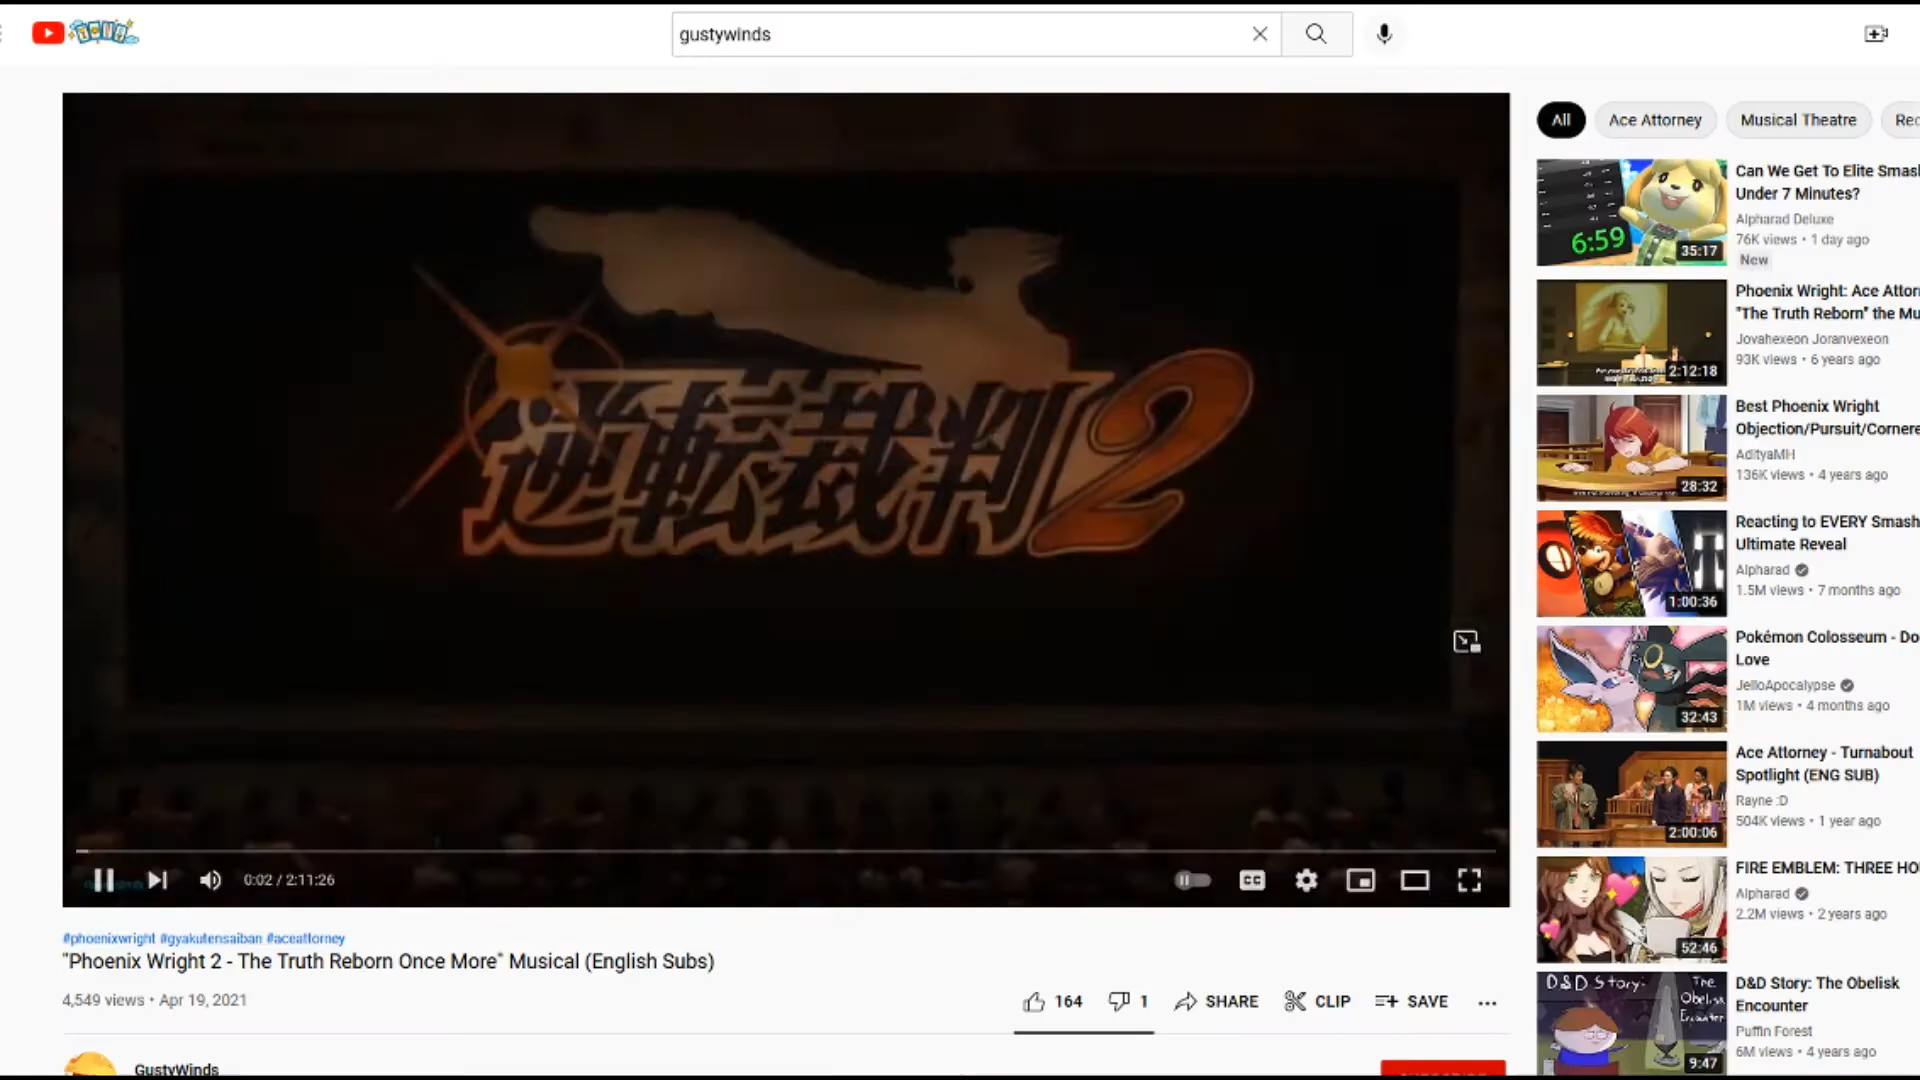 gustywinds
逆転裁判2
0:02 / 2:11:26
CC
#phoenixwright #gyakutensaiban #aceattorney
"Phoenix Wright 2 - The Truth Reborn Once More" Musical (English Subs)
4,549 views • Apr 19, 2021
164
1
SHARE
CLIP
SAVE
GustyWinds
All
Ace Attorney
Musical Theatre
Rec
6:59
35:17
Can We Get To Elite Smas
Under 7 Minutes?
Alpharad Deluxe
76K views • 1 day ago
New
2:12:18
Phoenix Wright: Ace Attor
"The Truth Reborn" the Mu
Jovahexeon Joranvexeon
93K views • 6 years ago
28:32
Best Phoenix Wright
Objection/Pursuit/Cornere
AdityaMH
136K views • 4 years ago
1:00:36
Reacting to EVERY Smash
Ultimate Reveal
Alpharad
1.5M views • 7 months ago
32:43
Pokémon Colosseum - Do
Love
JelloApocalypse
1M views • 4 months ago
2:00:06
Ace Attorney - Turnabout
Spotlight (ENG SUB)
Rayne :D
504K views • 1 year ago
52:46
FIRE EMBLEM: THREE HO
Alpharad
2.2M views • 2 years ago
D&D Story:
The
Obelisk
Encounter
9:47
D&D Story: The Obelisk
Encounter
Puffin Forest
6M views • 4 years ago